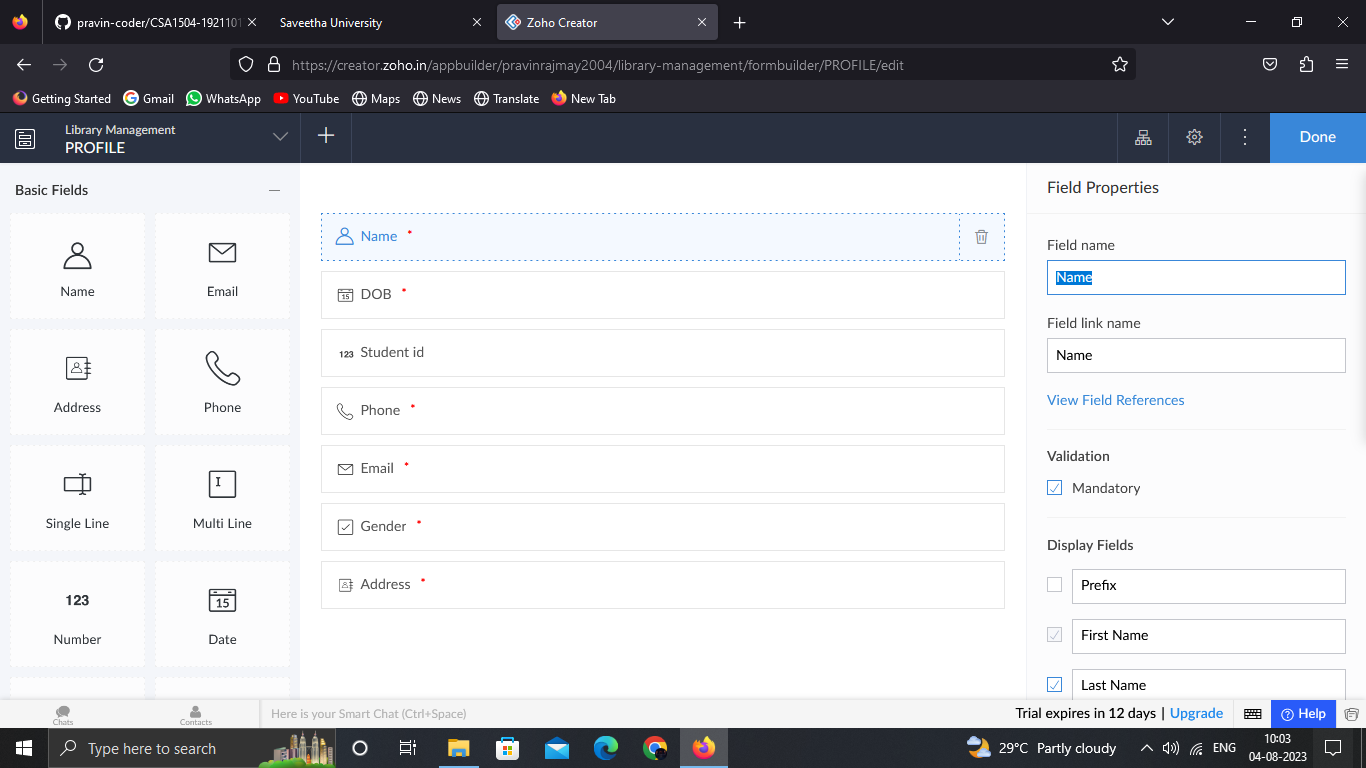 pravin-coder/CSA1504-1921101
Saveetha University
Zoho Creator
https://creator.zoho.in/appbuilder/pravinrajmay2004/library-management/formbuilder/PROFILE/edit
Getting Started
Gmail
WhatsApp
YouTube
Maps
News
Translate
New Tab
Library Management
PROFILE
Done
Basic Fields
Name
Email
Address
Phone
Single Line
Multi Line
123
Number
15
Date
Name *
15 DOB *
123 Student id
Phone *
Email *
Gender *
Address *
Field Properties
Field name
Name
Field link name
Name
View Field References
Validation
Mandatory
Display Fields
Prefix
First Name
Last Name
Chats
Contacts
Here is your Smart Chat (Ctrl+Space)
Trial expires in 12 days | Upgrade
Help
Type here to search
29°C Partly cloudy
ENG
10:03
04-08-2023